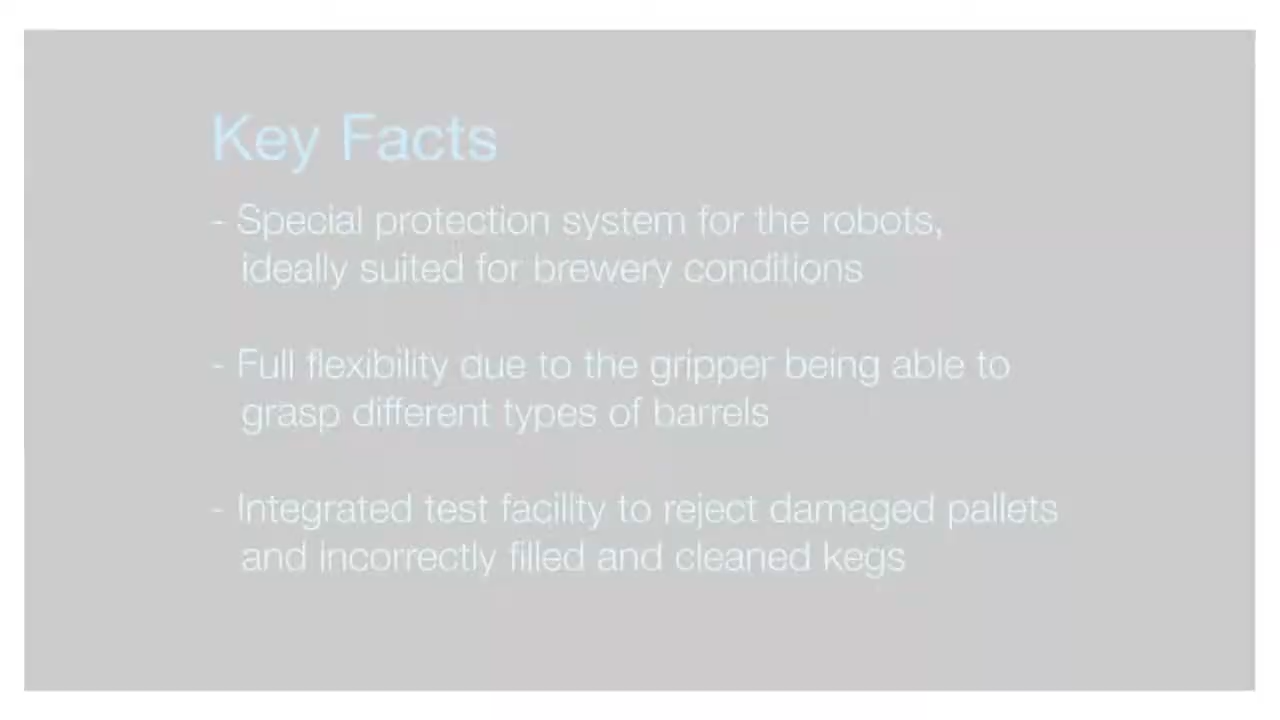 Key Facts
- Special protection system for the robots,
ideally suited for brewery conditions
- Full flexibility due to the gripper being able to
grasp different types of barrels
- Integrated test facility to reject damaged pallets
and incorrectly filled and cleaned kegs